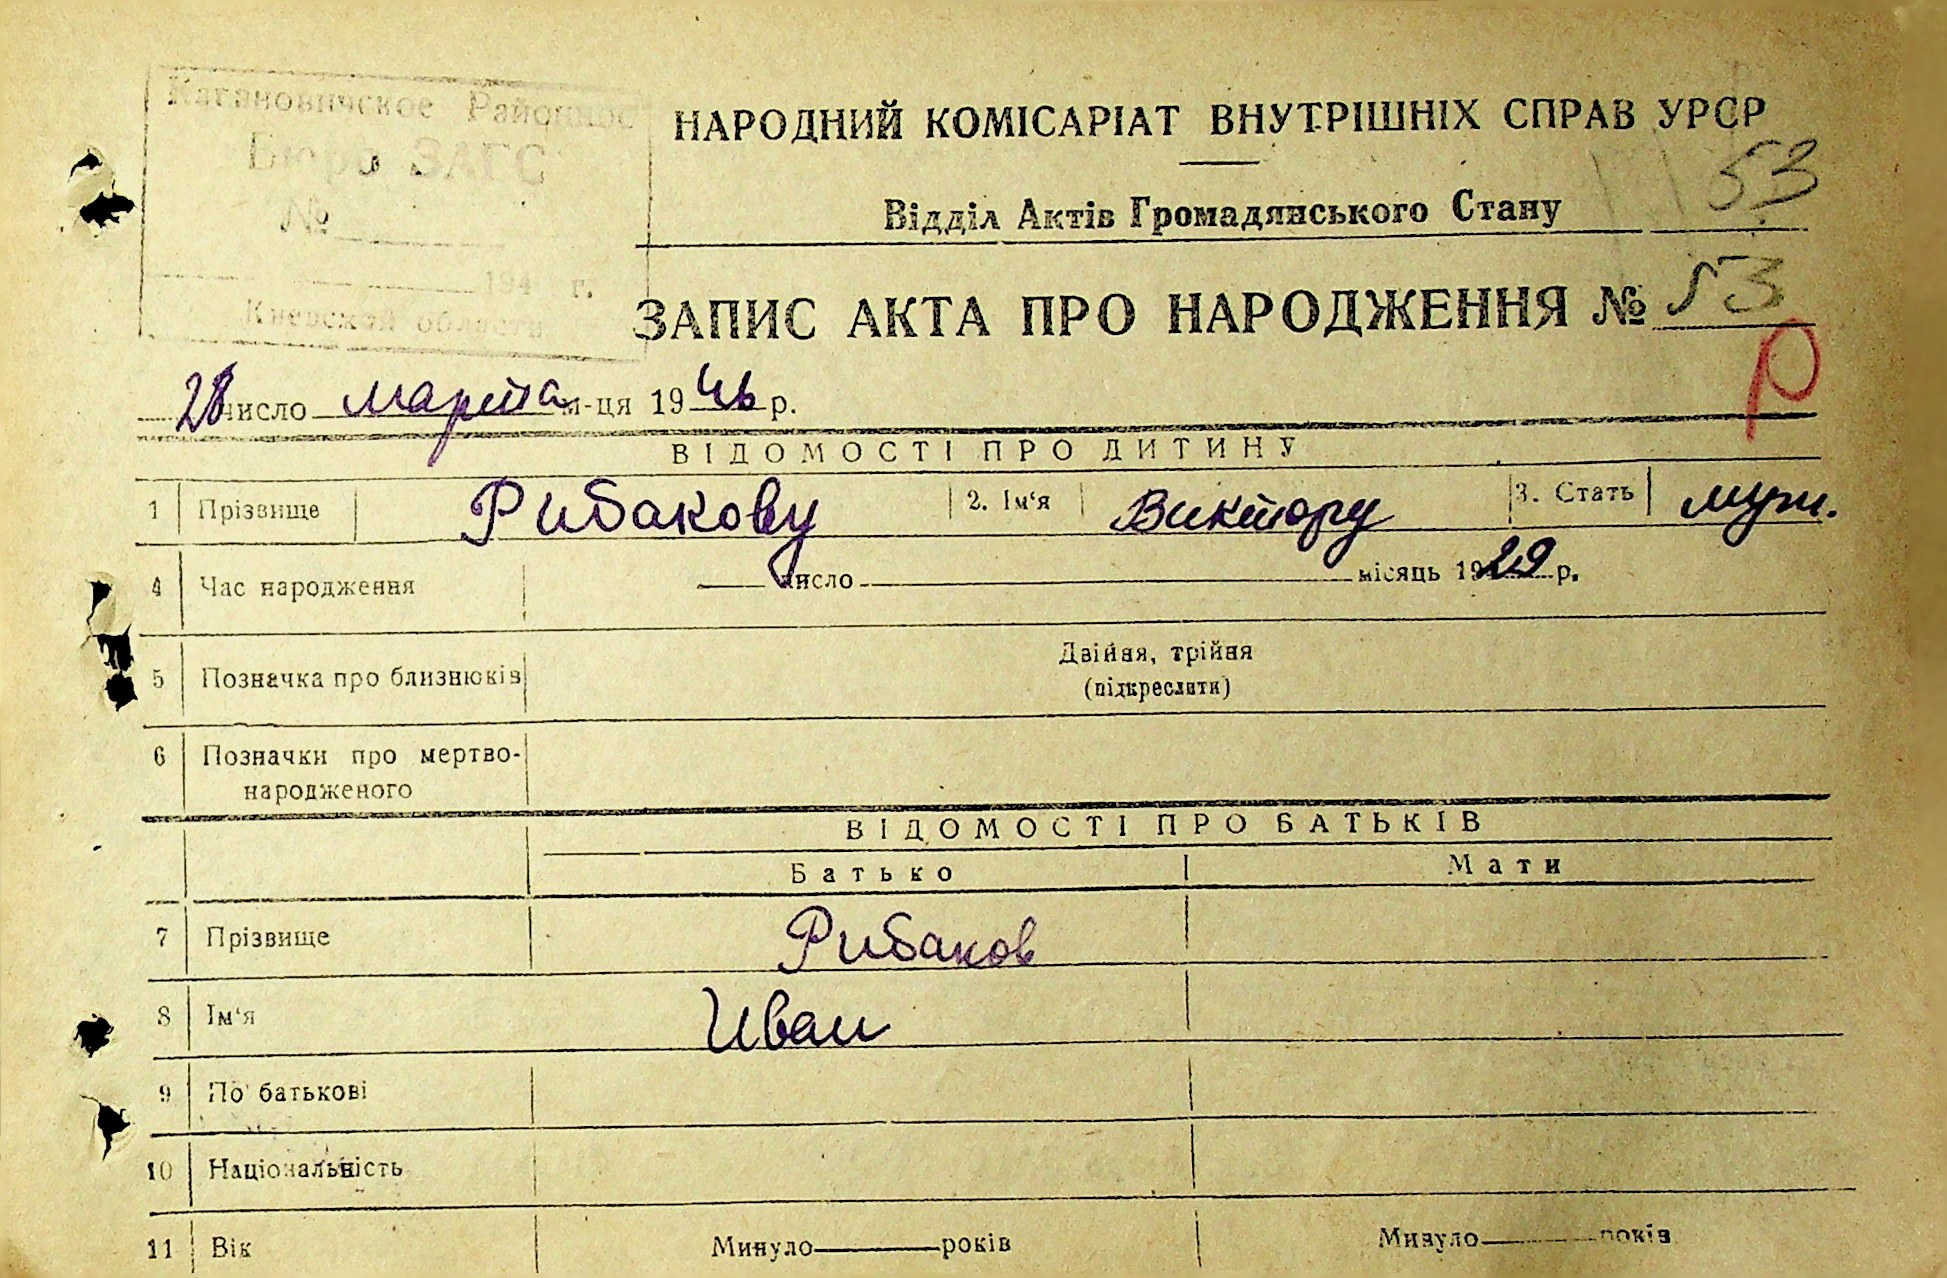 Кагановичское Районное
Бюро ЗАГС
№
194 г.
Киевской области
НАРОДНИЙ КОМІСАРІАТ ВНУТРІШНІХ СПРАВ УРСР
Відділ Актів Громадянського Стану
53
ЗАПИС АКТА ПРО НАРОДЖЕННЯ № 53
Р
28 число марта м-ця 1946 р.
ВІДОМОСТІ ПРО ДИТИНУ
1 Прізвище Рибакову 2. Ім‘я Виктору 3. Стать муж.
4 Час народження число місяць 1929 р.
5 Позначка про близнюків Двійня, трійня
(підкреслити)
6 Позначки про мертво-
народженого
ВІДОМОСТІ ПРО БАТЬКІВ
Батько Мати
7 Прізвище Рибаков
8 Ім‘я Иван
9 По батькові
10 Національність
11 Вік Минуло років Минуло років